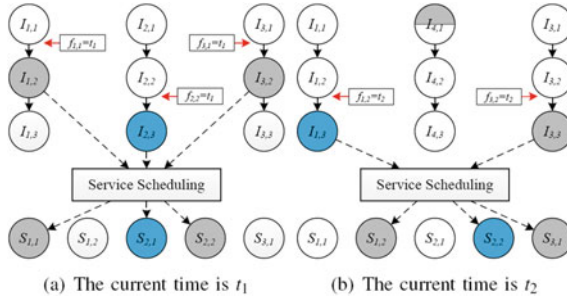 I1,1 I2,1 I3,1 I1,1 I4,1 I3,1
f1,1=t1 f3,1=t1
I1,2 I2,2 I3,2 I1,2 I4,2 I3,2
f2,2=t1 f1,2=t2 f3,2=t2
I1,3 I2,3 I3,3 I1,3 I4,3 I3,3
Service Scheduling Service Scheduling
S1,1 S1,2 S2,1 S2,2 S3,1 S1,1 S1,2 S2,1 S2,2 S3,1
(a) The current time is t1 (b) The current time is t2